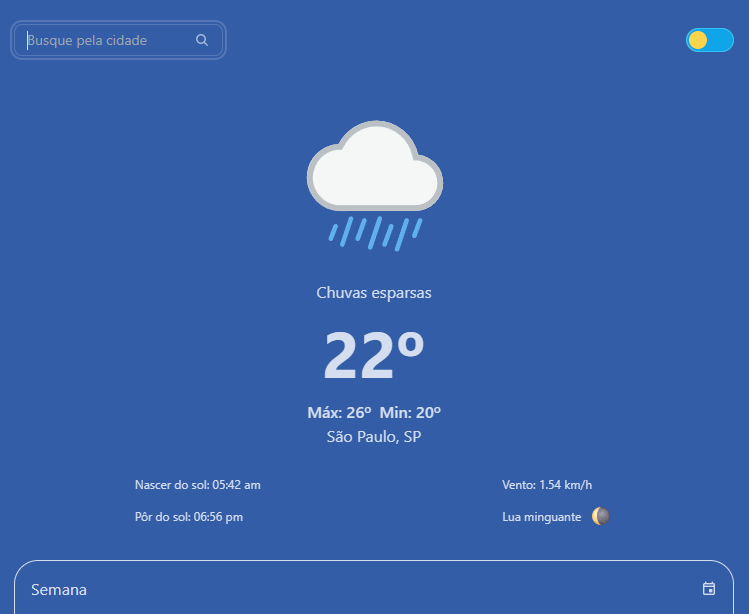 Busque pela cidade
Chuvas esparsas
22º
Máx: 26º Min: 20º
São Paulo, SP
Nascer do sol: 05:42 am
Vento: 1.54 km/h
Pôr do sol: 06:56 pm
Lua minguante
Semana